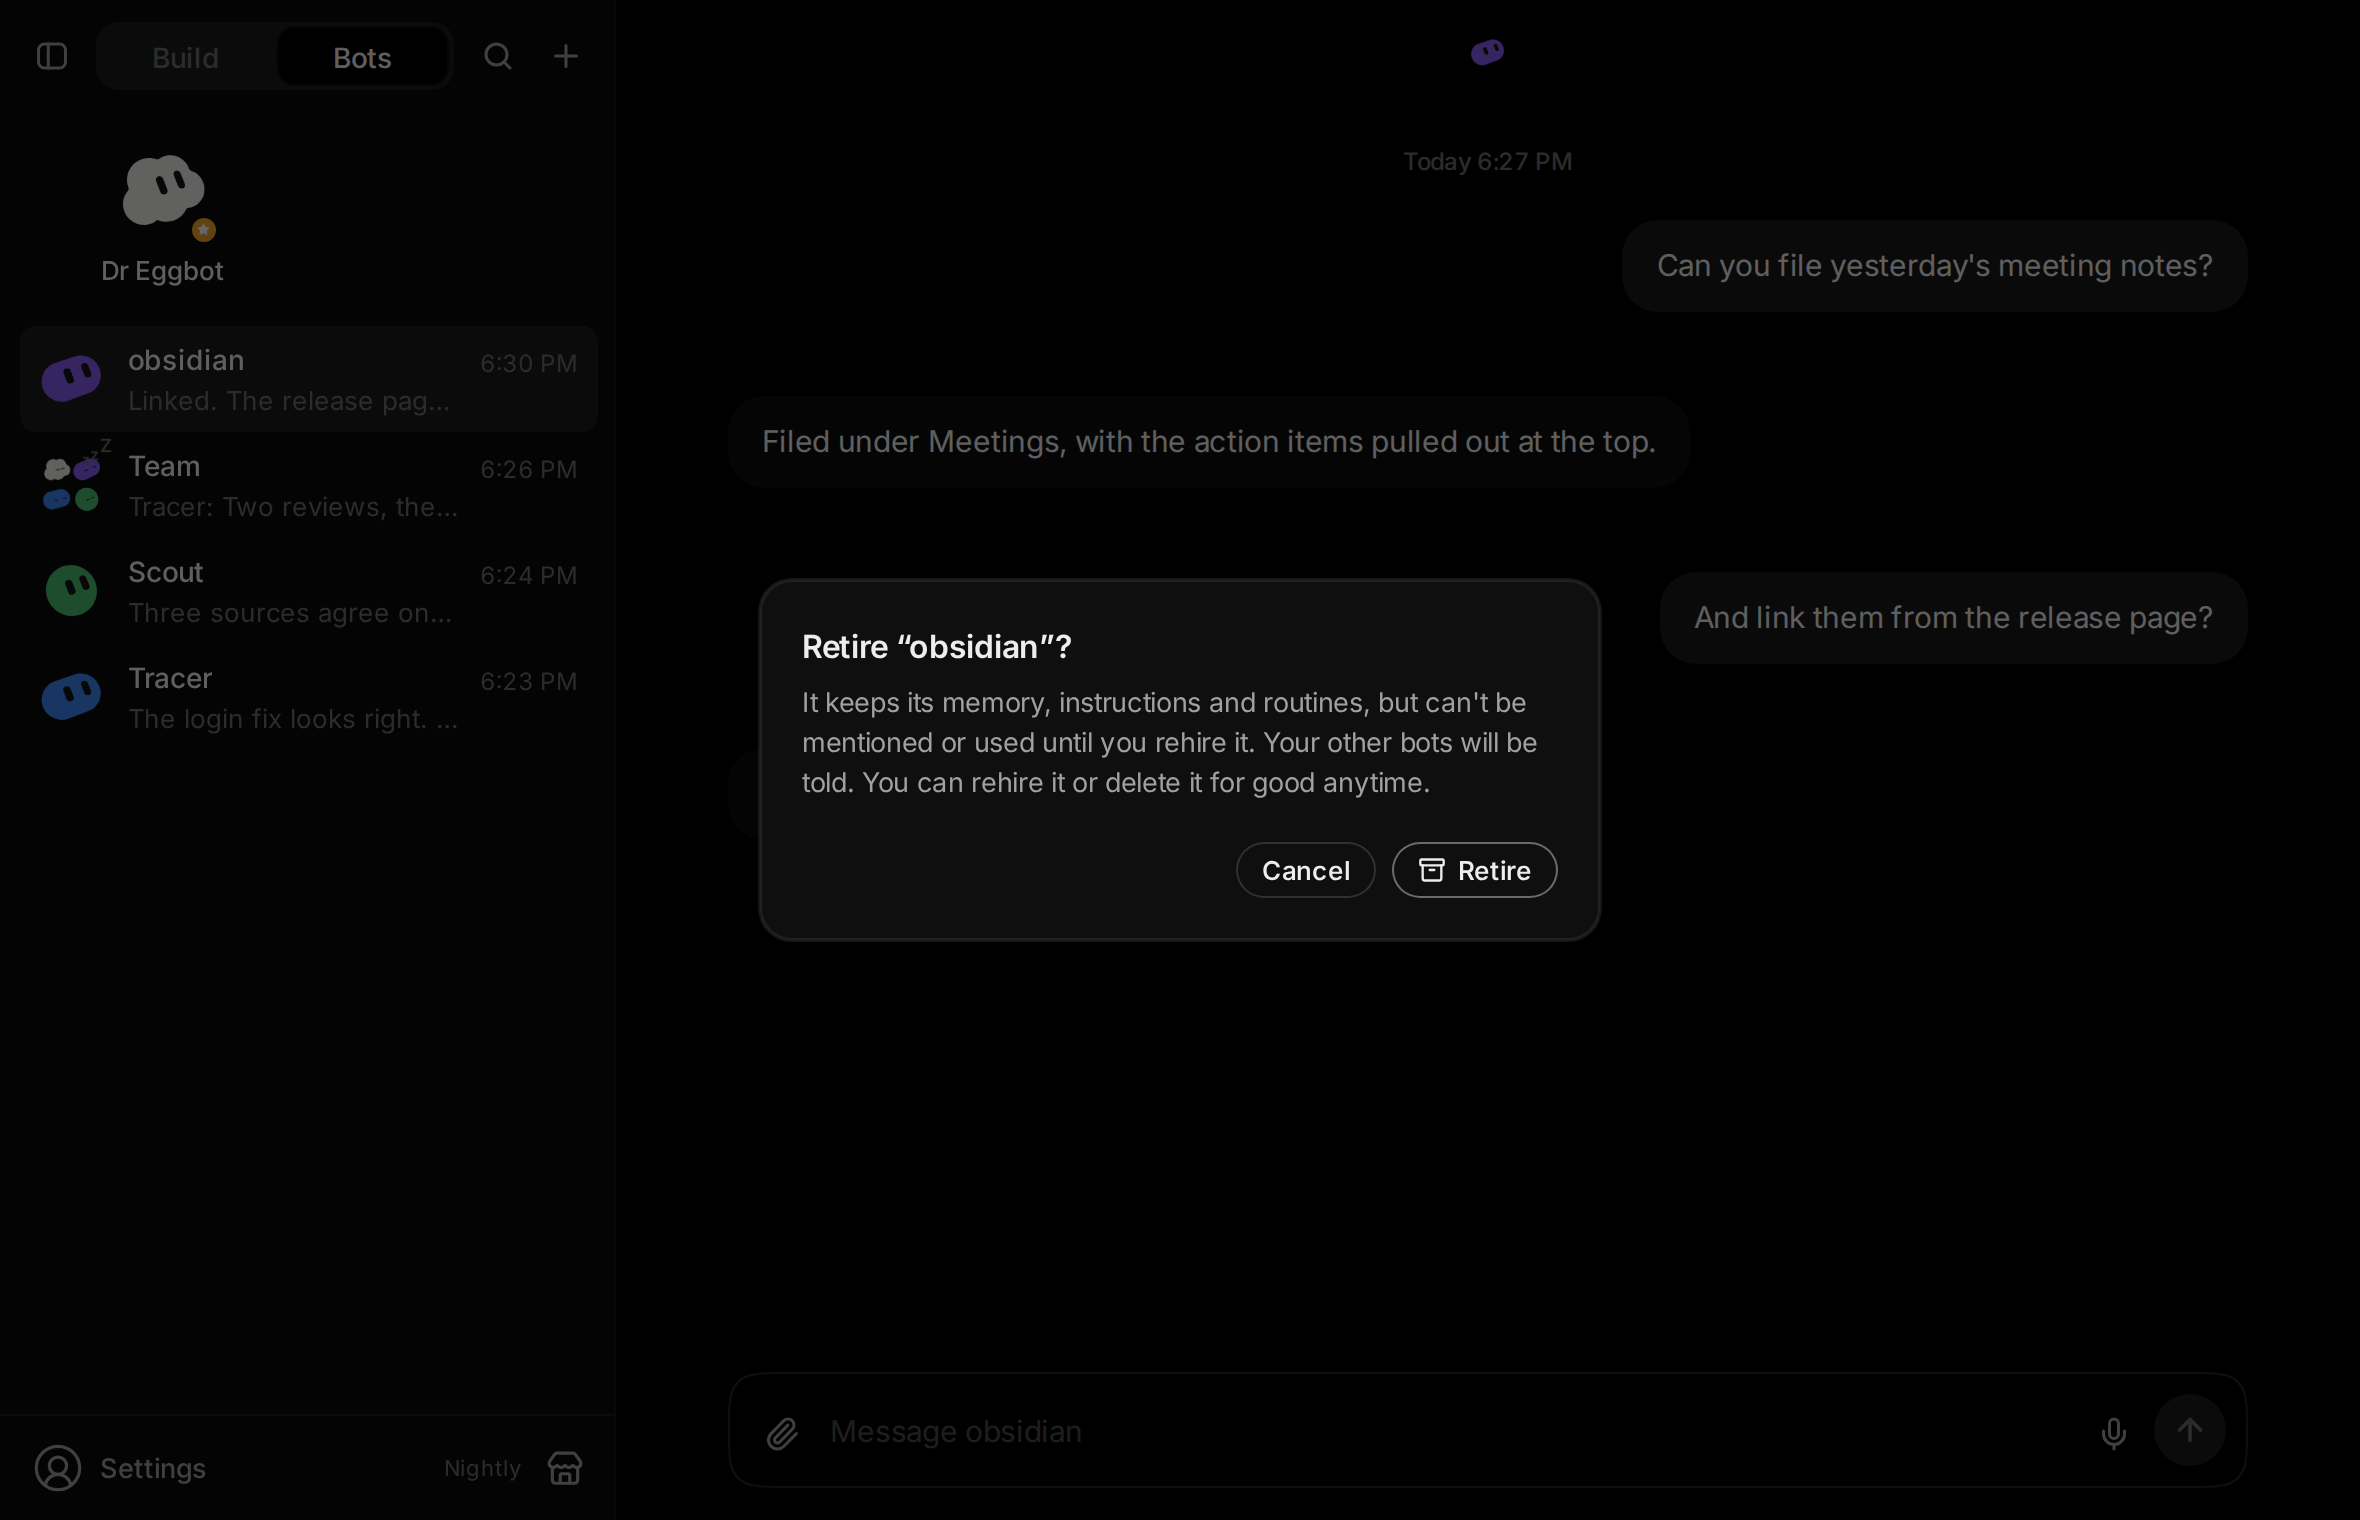 Build
Bots
Dr Eggbot
obsidian
6:30 PM
Linked. The release pag...
z z z
Team
6:26 PM
Tracer: Two reviews, the...
Scout
6:24 PM
Three sources agree on...
Tracer
6:23 PM
The login fix looks right. ...
Settings
Nightly
Today 6:27 PM
Can you file yesterday's meeting notes?
Filed under Meetings, with the action items pulled out at the top.
And link them from the release page?
Retire “obsidian”?
It keeps its memory, instructions and routines, but can't be
mentioned or used until you rehire it. Your other bots will be
told. You can rehire it or delete it for good anytime.
Cancel
Retire
Message obsidian